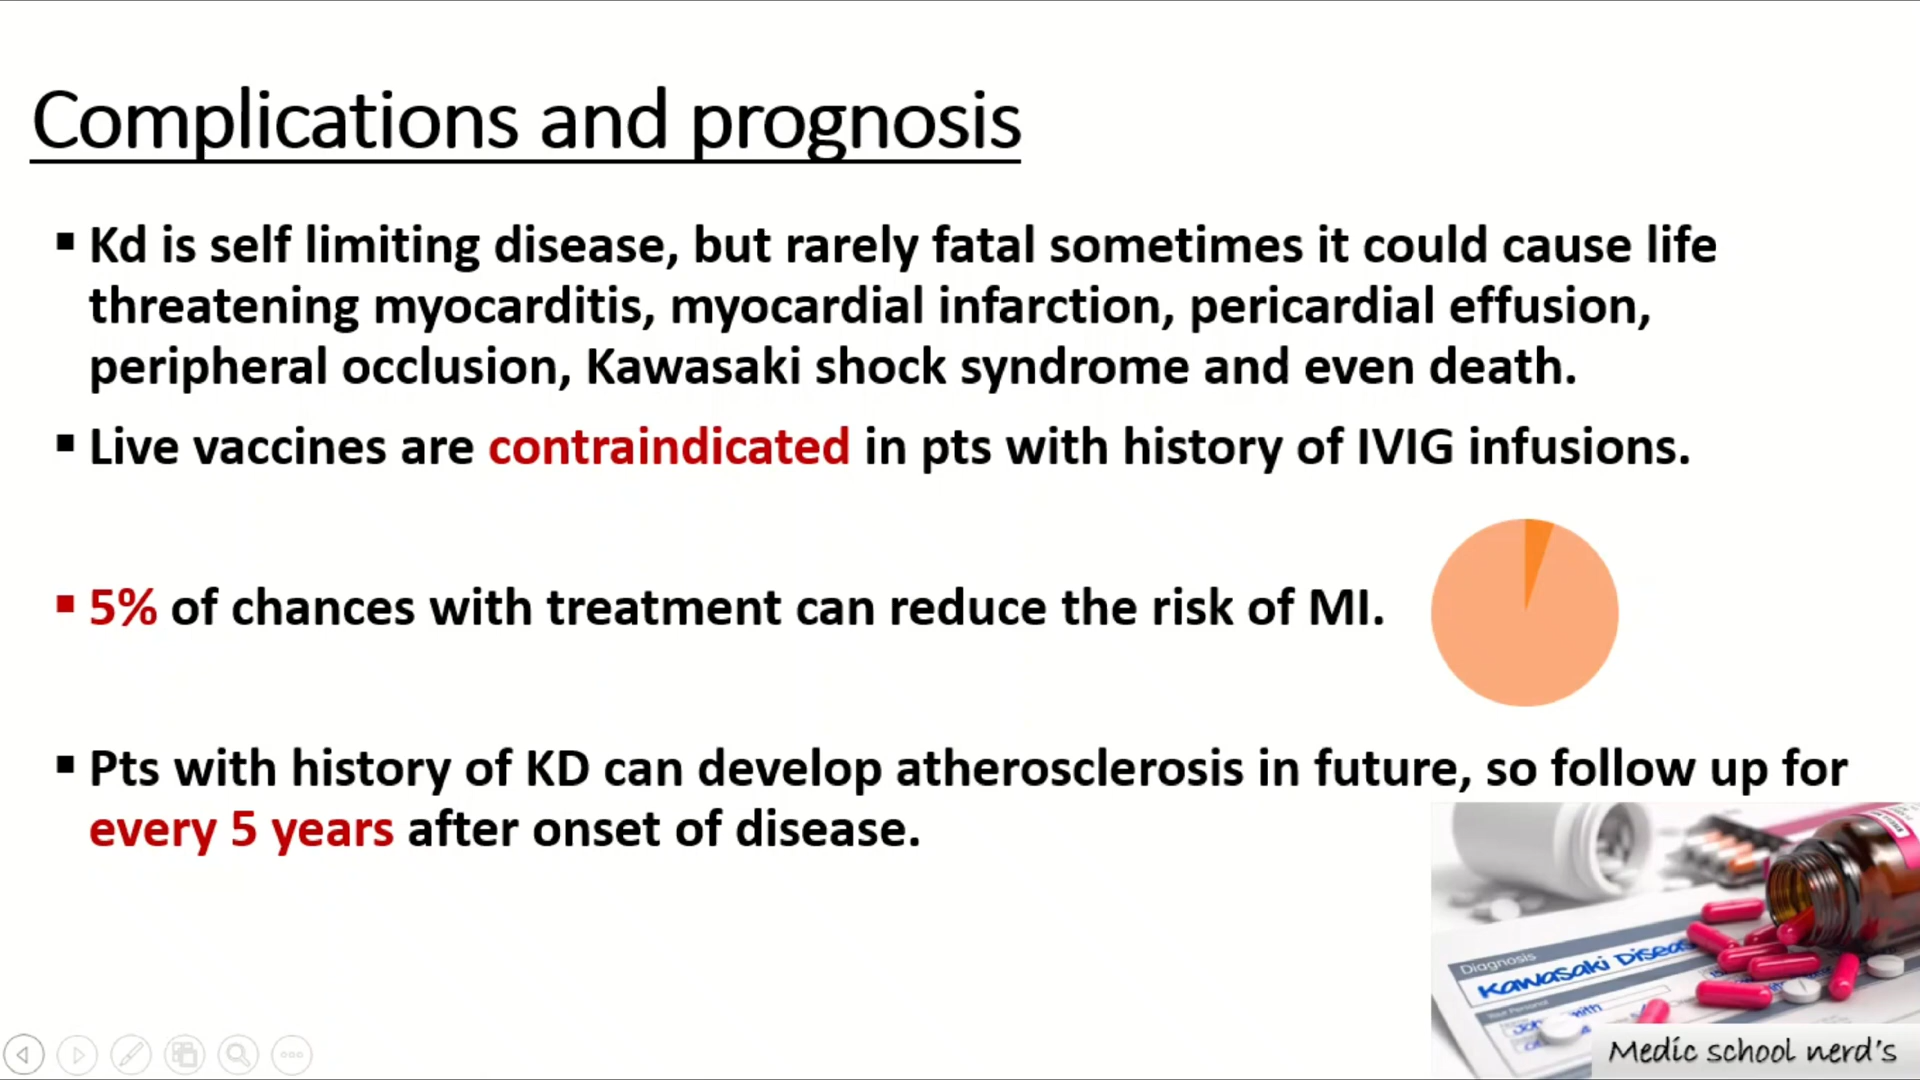 Complications and prognosis
Kd is self limiting disease, but rarely fatal sometimes it could cause life
threatening myocarditis, myocardial infarction, pericardial effusion,
peripheral occlusion, Kawasaki shock syndrome and even death.
Live vaccines are contraindicated in pts with history of IVIG infusions.
5% of chances with treatment can reduce the risk of MI.
Pts with history of KD can develop atherosclerosis in future, so follow up for
every 5 years after onset of disease.
Diagnosis
Kawasaki Diseas
Medic school nerd's